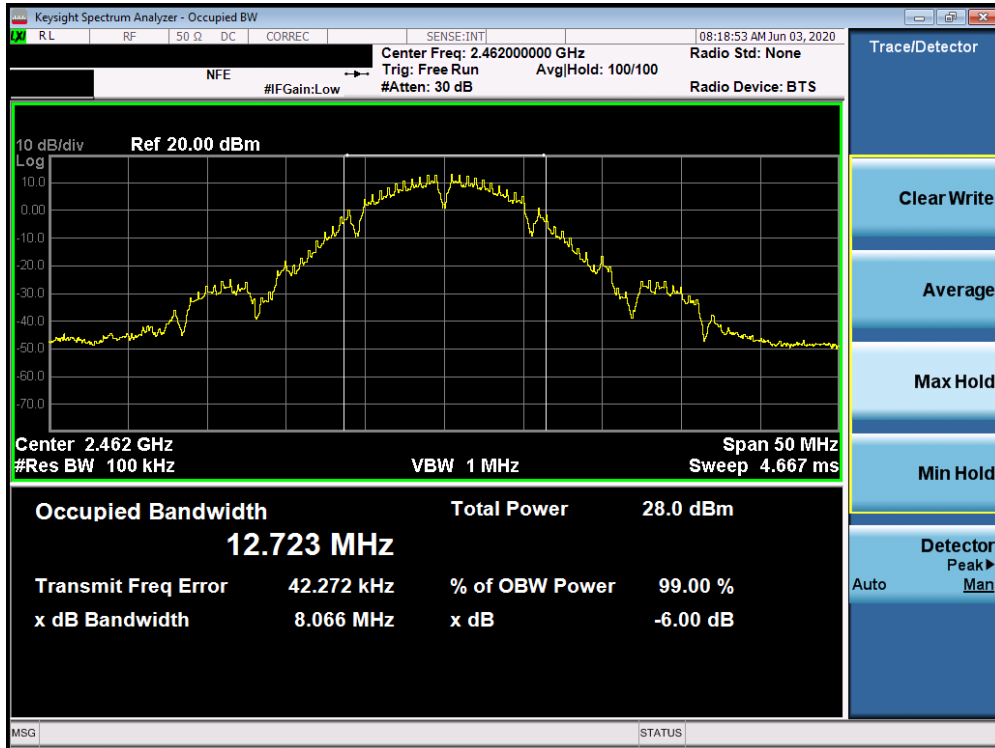 Keysight Spectrum Analyzer - Occupied BW
LXI RL RF 50 Ω DC CORREC SENSE:INT 08:18:53 AM Jun 03, 2020
Center Freq: 2.462000000 GHz Radio Std: None
NFE Trig: Free Run Avg|Hold: 100/100
#IFGain:Low #Atten: 30 dB Radio Device: BTS
Trace/Detector
10 dB/div Ref 20.00 dBm
Log
10.0
0.00
-10.0
-20.0
-30.0
-40.0
-50.0
-60.0
-70.0
Center 2.462 GHz Span 50 MHz
#Res BW 100 kHz VBW 1 MHz Sweep 4.667 ms
Occupied Bandwidth Total Power 28.0 dBm
12.723 MHz
Transmit Freq Error 42.272 kHz % of OBW Power 99.00 %
x dB Bandwidth 8.066 MHz x dB -6.00 dB
Clear Write
Average
Max Hold
Min Hold
Detector
Peak▶
Auto Man
MSG STATUS